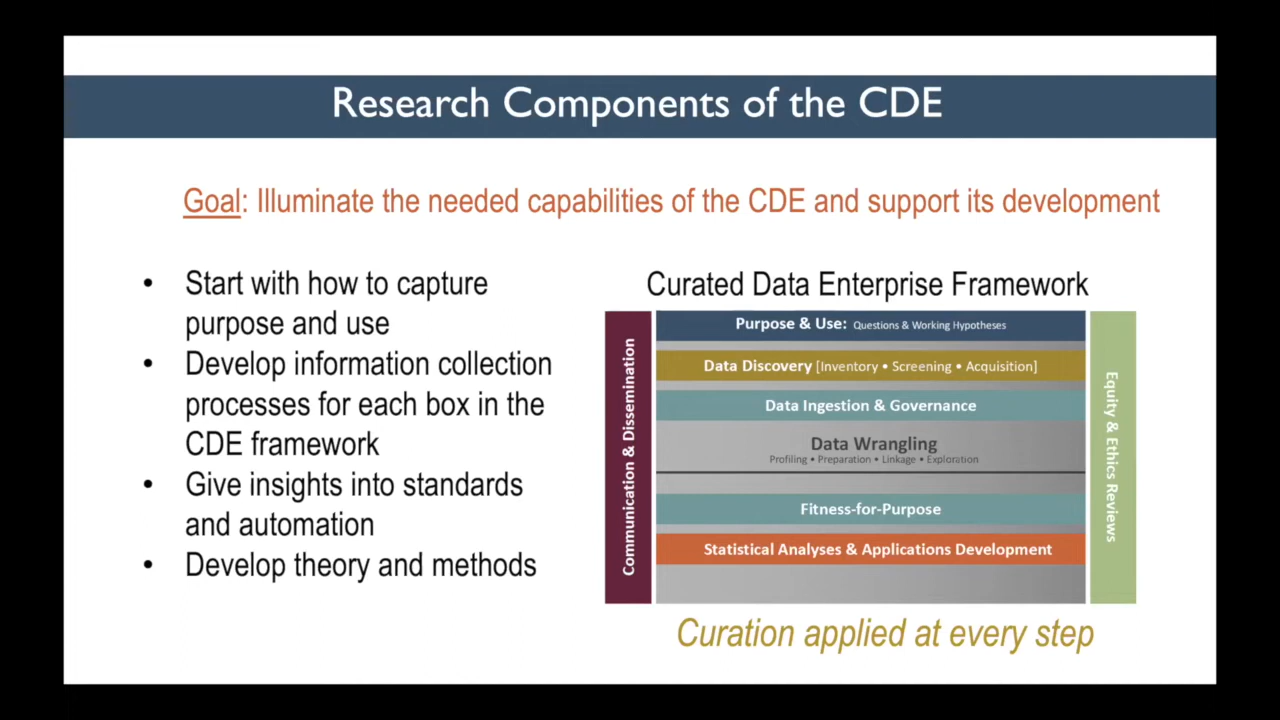 Research Components of the CDE
Goal: Illuminate the needed capabilities of the CDE and support its development
• Start with how to capture
purpose and use
• Develop information collection
processes for each box in the
CDE framework
• Give insights into standards
and automation
• Develop theory and methods
Curated Data Enterprise Framework
Communication & Dissemination
Purpose & Use: Questions & Working Hypotheses
Data Discovery [Inventory • Screening • Acquisition]
Data Ingestion & Governance
Data Wrangling
Profiling • Preparation • Linkage • Exploration
Fitness-for-Purpose
Statistical Analyses & Applications Development
Equity & Ethics Reviews
Curation applied at every step